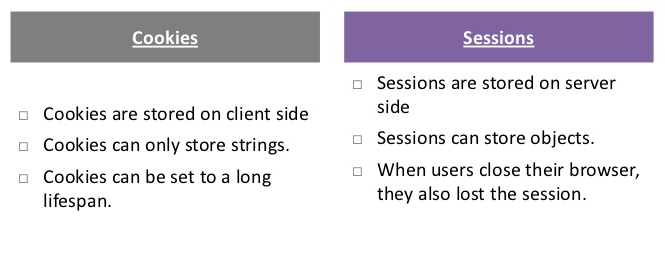 Cookies
Cookies are stored on client side
Cookies can only store strings.
Cookies can be set to a long
lifespan.
Sessions
Sessions are stored on server
side
Sessions can store objects.
When users close their browser,
they also lost the session.